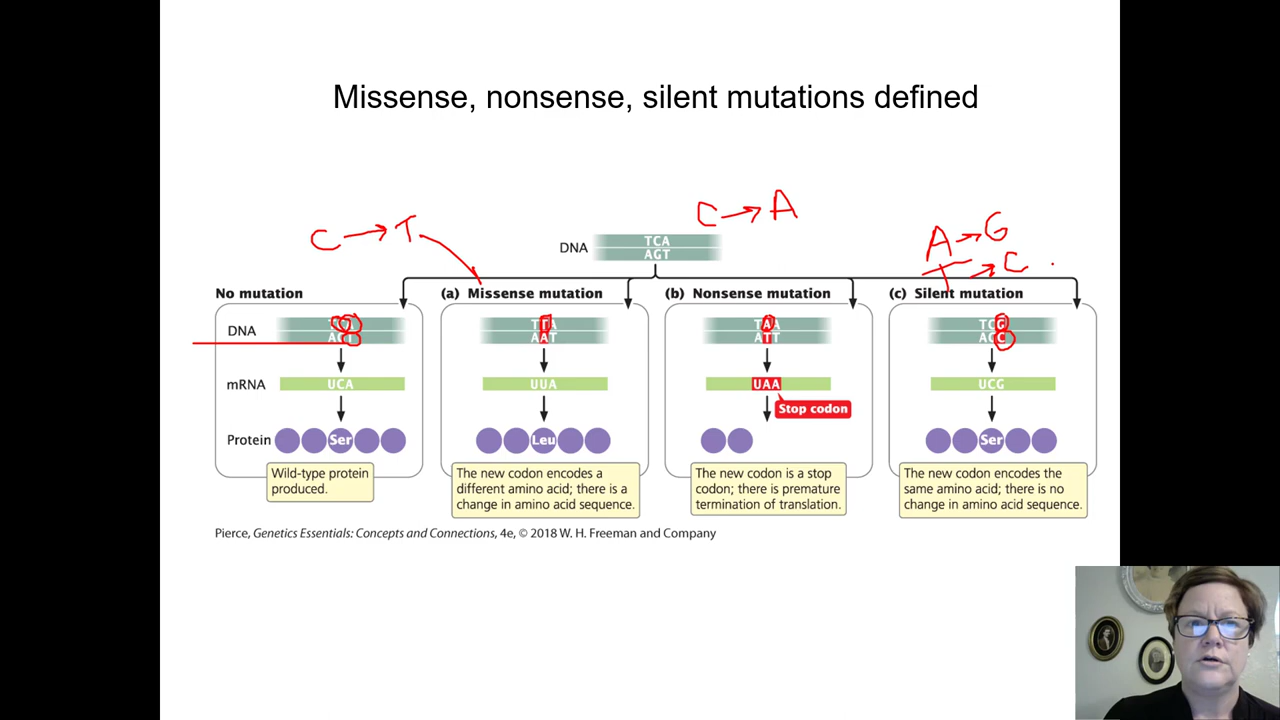 Missense, nonsense, silent mutations defined
C → A
C → T
A → G
T → C
DNA
TCA
AGT
No mutation
(a) Missense mutation
(b) Nonsense mutation
(c) Silent mutation
DNA
TTA
AAT
TAA
ATT
TCG
AGC
mRNA
UCA
UUA
UAA
UCG
Stop codon
Protein
Ser
Leu
Ser
Wild-type protein
produced.
The new codon encodes a
different amino acid; there is a
change in amino acid sequence.
The new codon is a stop
codon; there is premature
termination of translation.
The new codon encodes the
same amino acid; there is no
change in amino acid sequence.
Pierce, Genetics Essentials: Concepts and Connections, 4e, © 2018 W. H. Freeman and Company